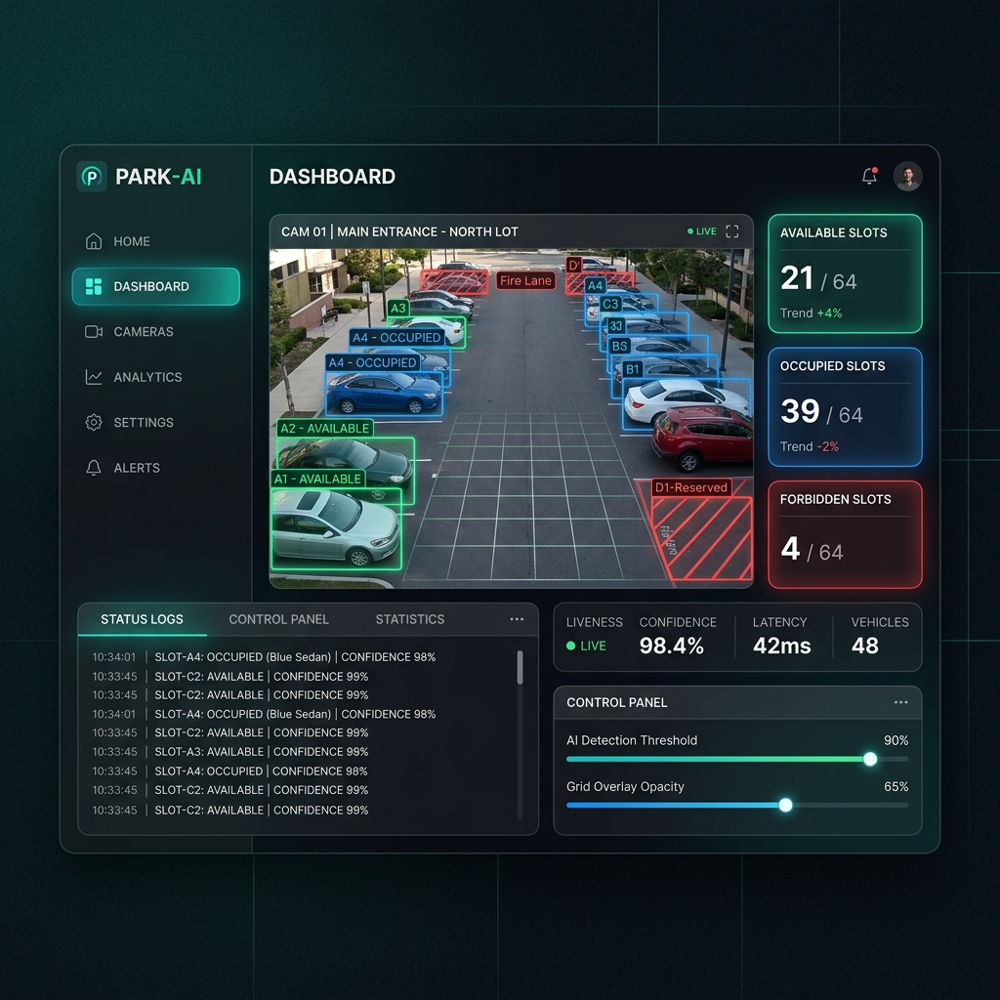 PARK-AI
DASHBOARD
HOME
DASHBOARD
CAMERAS
ANALYTICS
SETTINGS
ALERTS
CAM 01 | MAIN ENTRANCE - NORTH LOT
LIVE
Fire Lane
A3
A4 - OCCUPIED
A4 - OCCUPIED
A2 - AVAILABLE
A1 - AVAILABLE
A4
C3
BS
B1
D1-Reserved
AVAILABLE SLOTS
21 / 64
Trend +4%
OCCUPIED SLOTS
39 / 64
Trend -2%
FORBIDDEN SLOTS
4 / 64
STATUS LOGS
CONTROL PANEL
STATISTICS
10:34:01 | SLOT-A4: OCCUPIED (Blue Sedan) | CONFIDENCE 98%
10:33:45 | SLOT-C2: AVAILABLE | CONFIDENCE 99%
10:33:45 | SLOT-C2: AVAILABLE | CONFIDENCE 99%
10:34:01 | SLOT-A4: OCCUPIED (Blue Sedan) | CONFIDENCE 98%
10:33:45 | SLOT-C2: AVAILABLE | CONFIDENCE 99%
10:33:45 | SLOT-A3: AVAILABLE | CONFIDENCE 99%
10:33:45 | SLOT-A4: OCCUPIED | CONFIDENCE 98%
10:33:45 | SLOT-C2: AVAILABLE | CONFIDENCE 99%
10:33:45 | SLOT-C2: AVAILABLE | CONFIDENCE 99%
LIVENESS
LIVE
CONFIDENCE
98.4%
LATENCY
42ms
VEHICLES
48
CONTROL PANEL
AI Detection Threshold
90%
Grid Overlay Opacity
65%